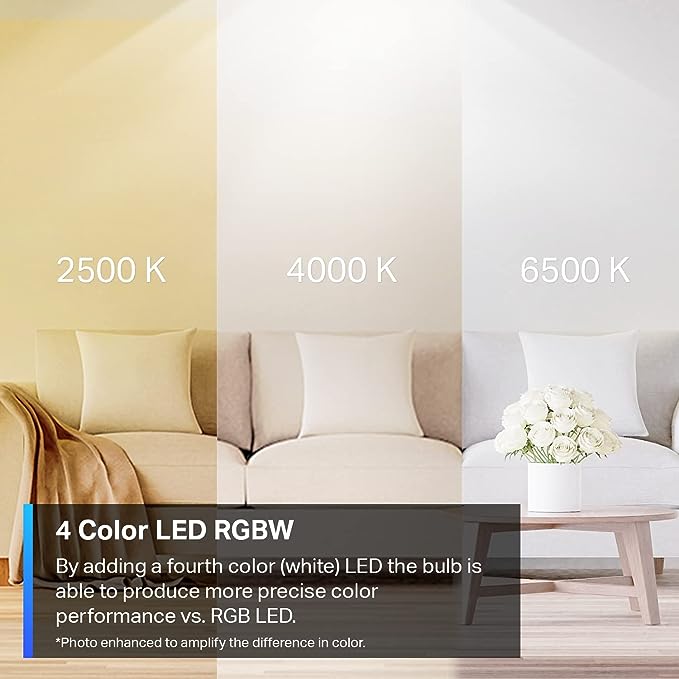 2500 K 4000 K 6500 K
4 Color LED RGBW
By adding a fourth color (white) LED the bulb is
able to produce more precise color
performance vs. RGB LED.
*Photo enhanced to amplify the difference in color.